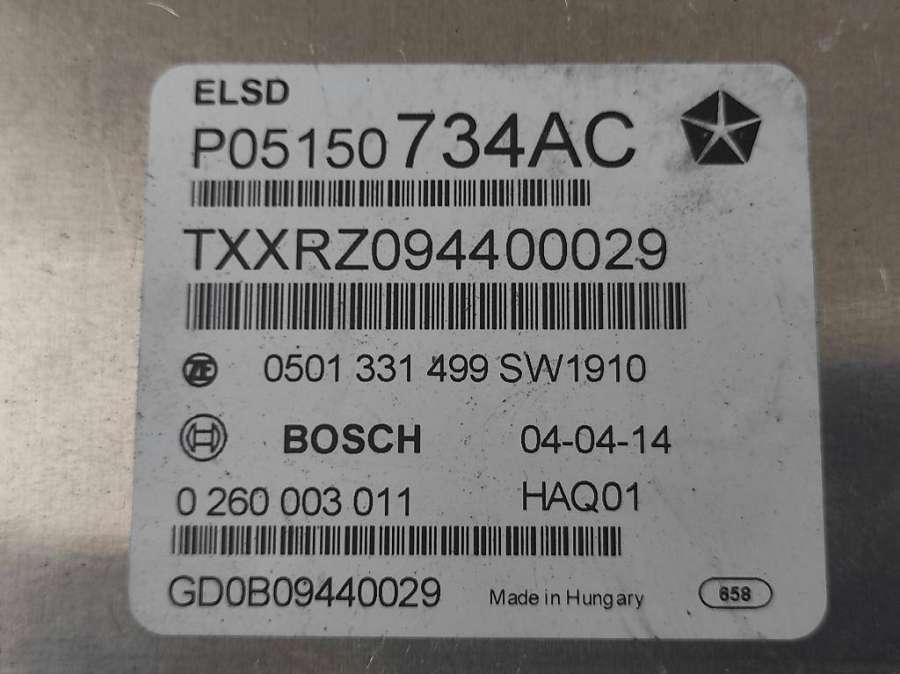 ELSD
P05150734AC
TXXRZ094400029
ZF 0501 331 499 SW1910
BOSCH 04-04-14
0 260 003 011 HAQ01
GD0B09440029 Made in Hungary 658